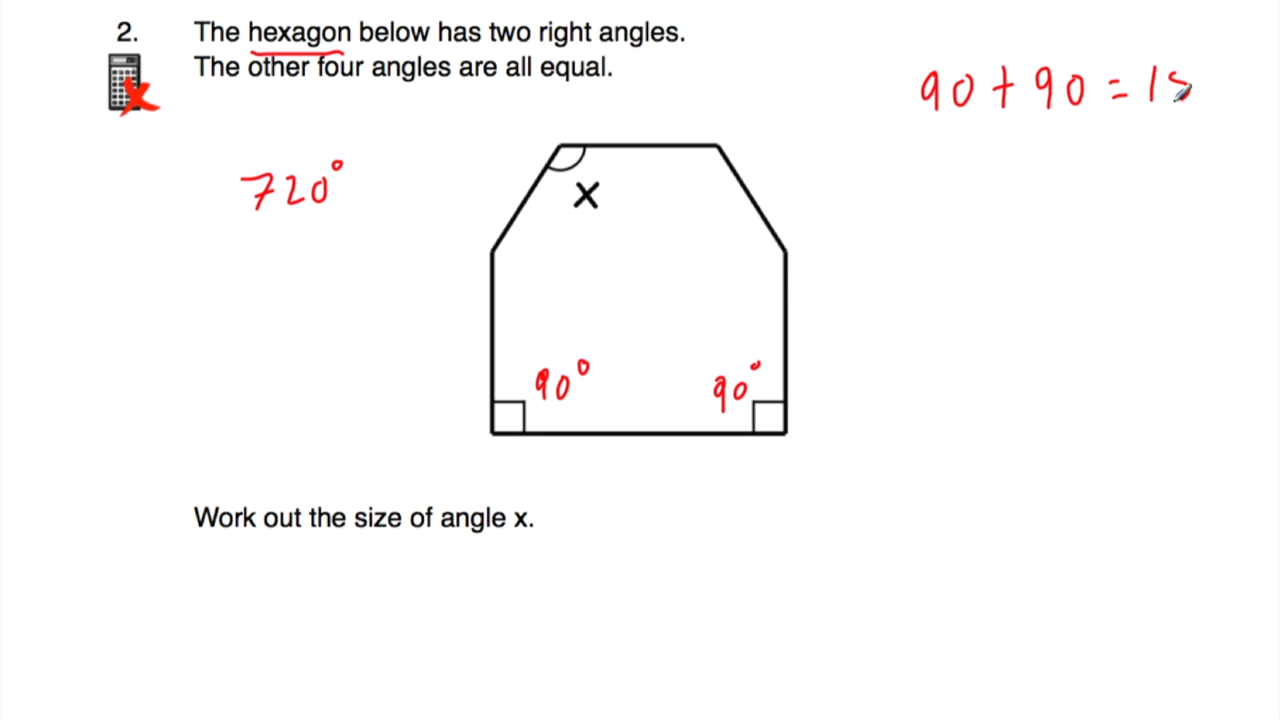 2. The hexagon below has two right angles.
The other four angles are all equal.
90 + 90 = 18
720°
x
90° 90°
Work out the size of angle x.